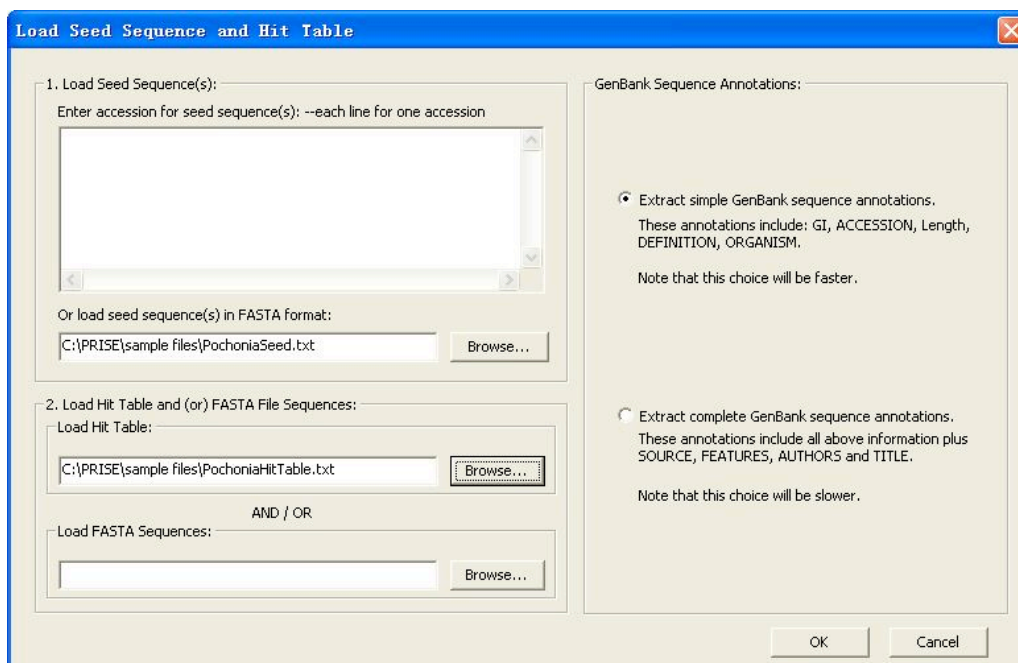 Load Seed Sequence and Hit Table
1. Load Seed Sequence(s):
Enter accession for seed sequence(s): --each line for one accession
Or load seed sequence(s) in FASTA format:
C:\PRISE\sample files\PochoniaSeed.txt
Browse...
2. Load Hit Table and (or) FASTA File Sequences:
Load Hit Table:
C:\PRISE\sample files\PochoniaHitTable.txt
Browse...
AND / OR
Load FASTA Sequences:
Browse...
GenBank Sequence Annotations:
Extract simple GenBank sequence annotations.
These annotations include: GI, ACCESSION, Length,
DEFINITION, ORGANISM.
Note that this choice will be faster.
Extract complete GenBank sequence annotations.
These annotations include all above information plus
SOURCE, FEATURES, AUTHORS and TITLE.
Note that this choice will be slower.
OK
Cancel